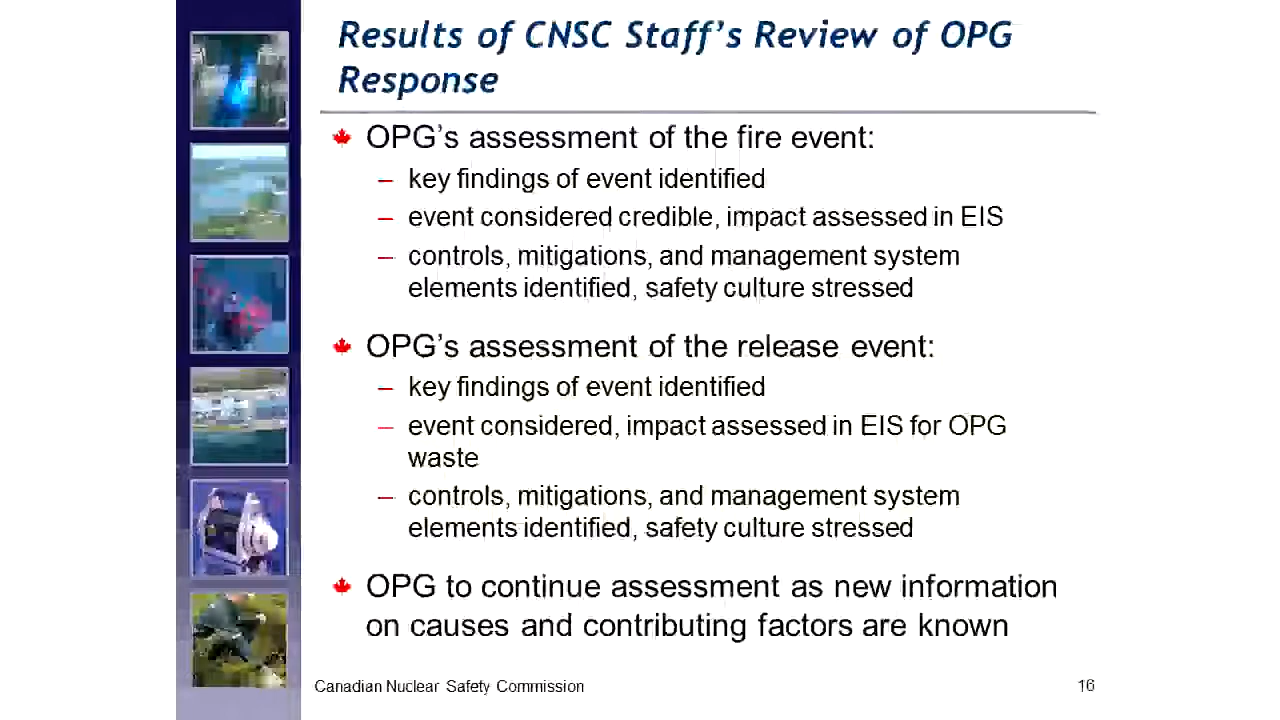 Results of CNSC Staff's Review of OPG
Response
OPG's assessment of the fire event:
– key findings of event identified
– event considered credible, impact assessed in EIS
– controls, mitigations, and management system
elements identified, safety culture stressed
OPG's assessment of the release event:
– key findings of event identified
– event considered, impact assessed in EIS for OPG
waste
– controls, mitigations, and management system
elements identified, safety culture stressed
OPG to continue assessment as new information
on causes and contributing factors are known
Canadian Nuclear Safety Commission
16